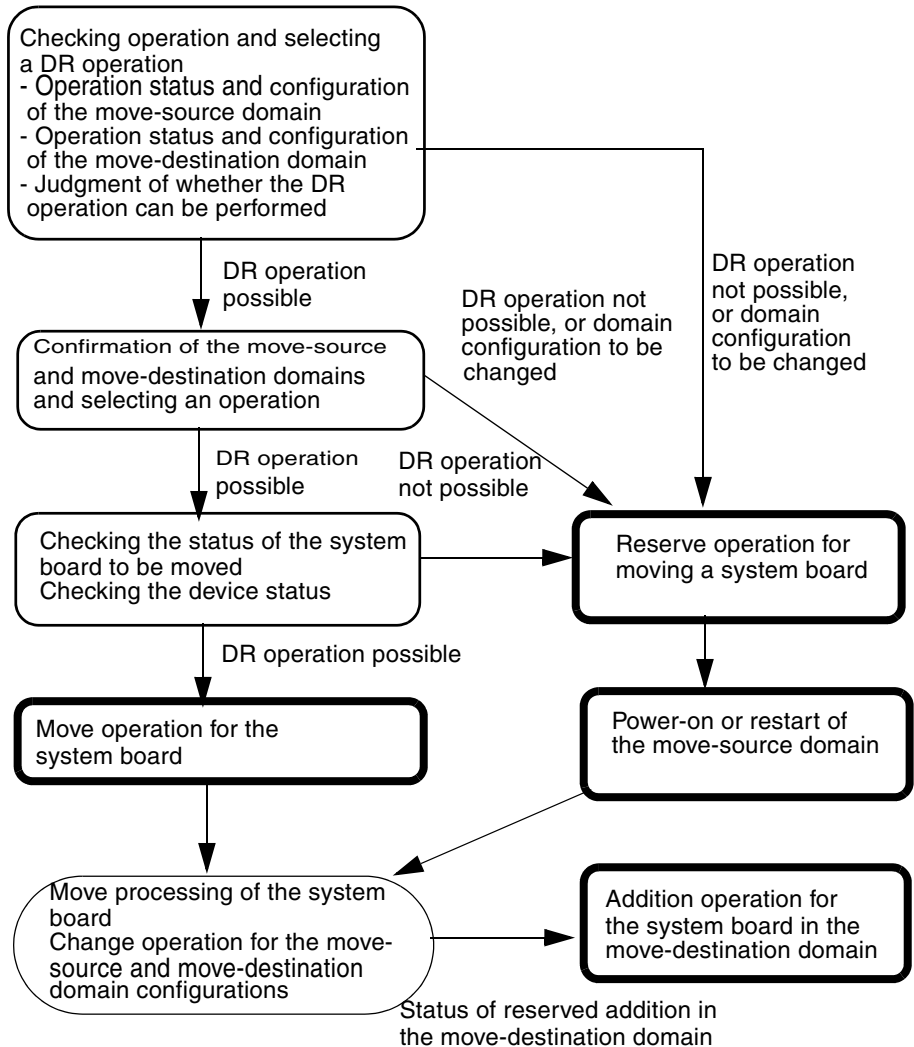 Checking operation and selecting
a DR operation
- Operation status and configuration
of the move-source domain
- Operation status and configuration
of the move-destination domain
- Judgment of whether the DR
operation can be performed
DR operation
possible
DR operation not
possible, or domain
configuration to be
changed
DR operation
not possible,
or domain
configuration
to be changed
Confirmation of the move-source
and move-destination domains
and selecting an operation
DR operation
possible
DR operation
not possible
Checking the status of the system
board to be moved
Checking the device status
Reserve operation for
moving a system board
DR operation possible
Move operation for the
system board
Power-on or restart of
the move-source domain
Move processing of the system
board
Change operation for the move-
source and move-destination
domain configurations
Addition operation for
the system board in the
move-destination domain
Status of reserved addition in
the move-destination domain